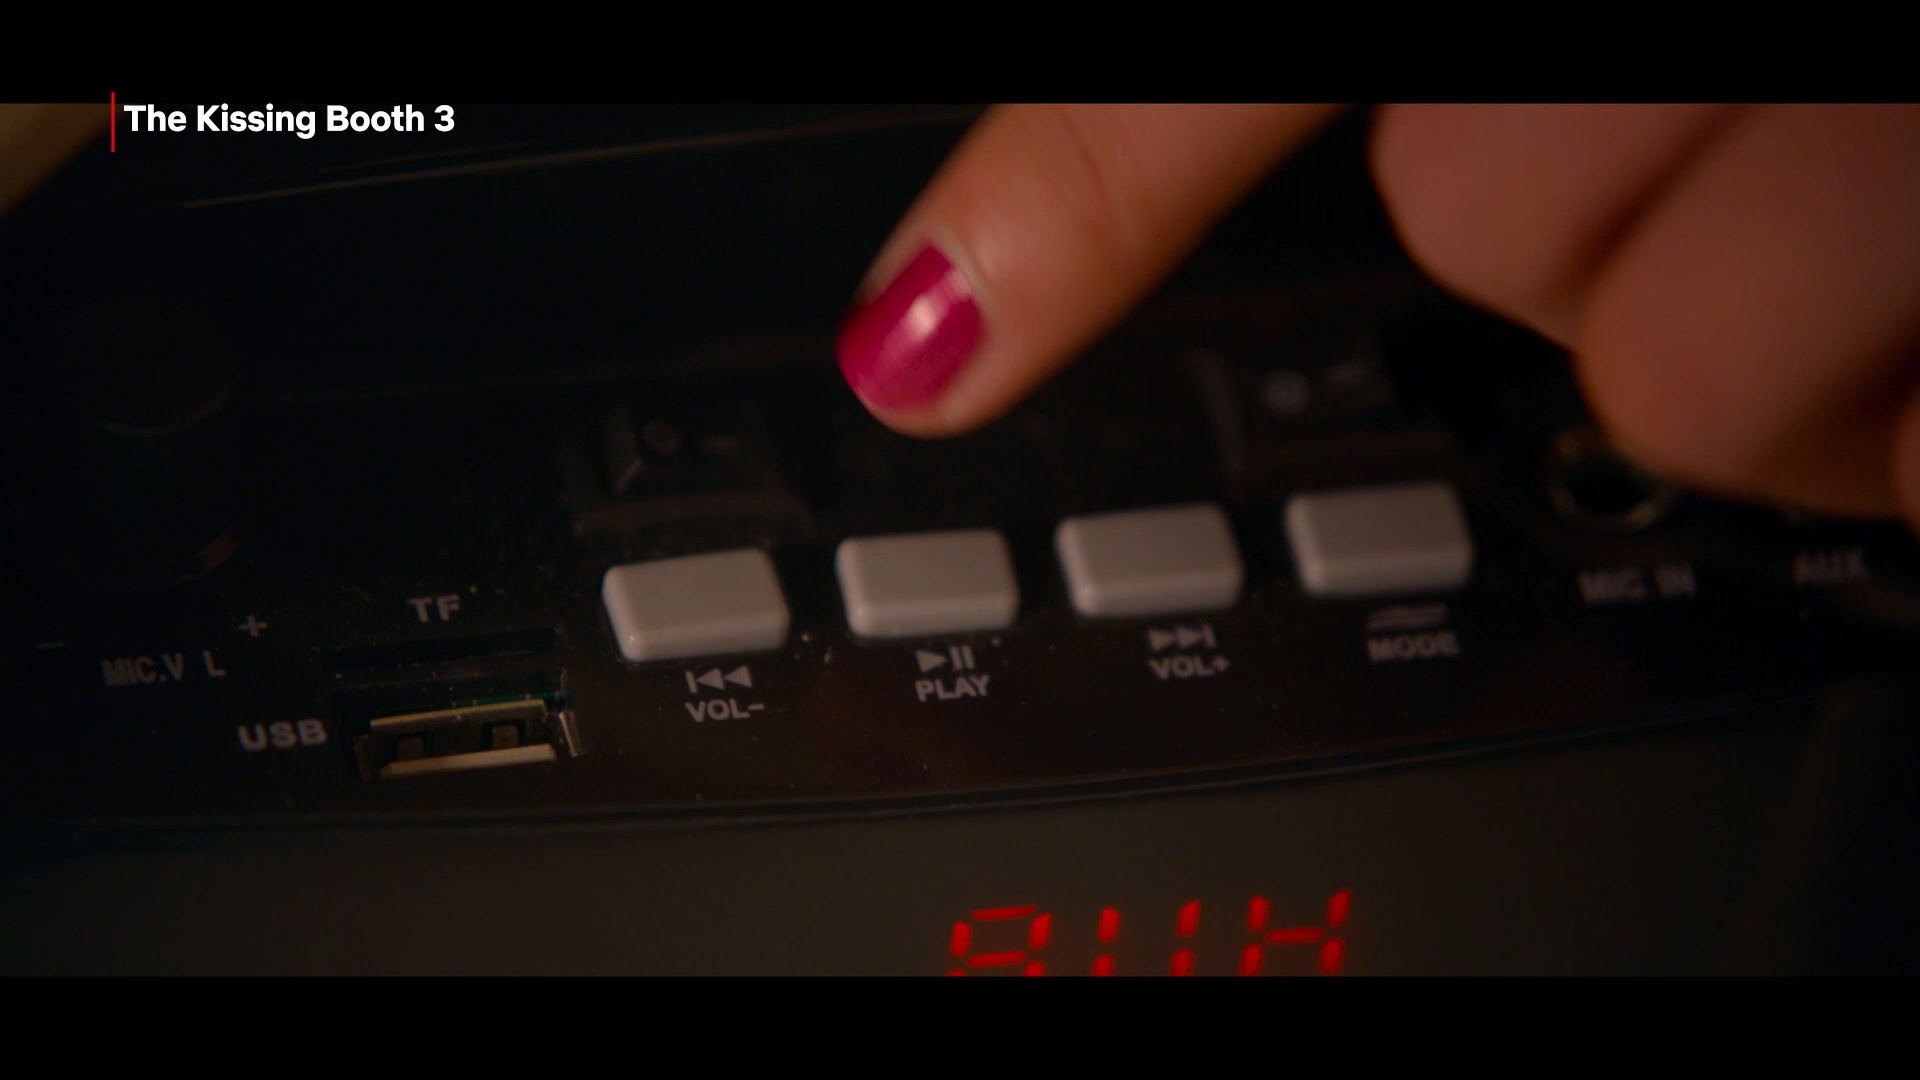 The Kissing Booth 3
TF
MIC.V L
USB
VOL-
PLAY
VOL+
MODE
MIC IN
AUX